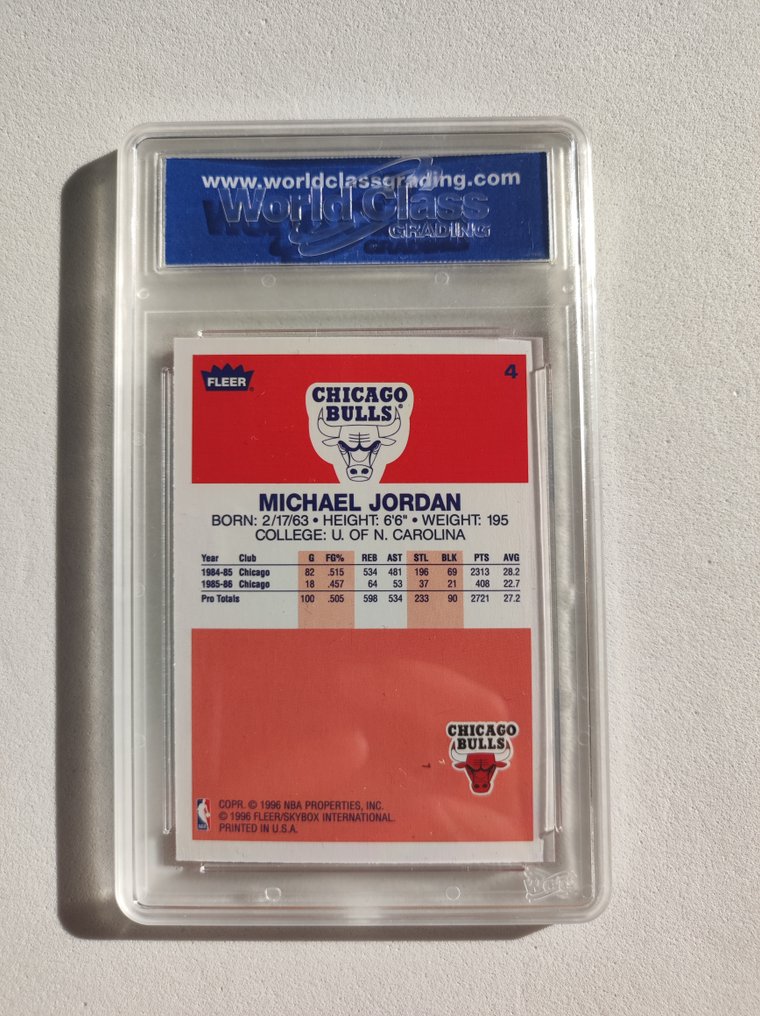 www.worldclassgrading.com
World Class
GRADING
FLEER
4
CHICAGO
BULLS
MICHAEL JORDAN
BORN: 2/17/63 • HEIGHT: 6'6" • WEIGHT: 195
COLLEGE: U. OF N. CAROLINA
Year Club G FG% REB AST STL BLK PTS AVG
1984-85 Chicago 82 .515 534 481 196 69 2313 28.2
1985-86 Chicago 18 .457 64 53 37 21 408 22.7
Pro Totals 100 .505 598 534 233 90 2721 27.2
CHICAGO
BULLS
COPR. © 1996 NBA PROPERTIES, INC.
© 1996 FLEER/SKYBOX INTERNATIONAL.
PRINTED IN U.S.A.